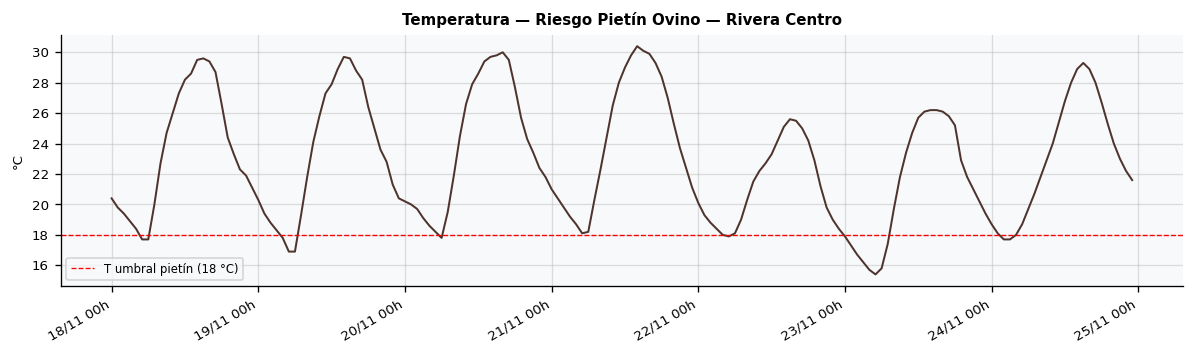 Temperatura — Riesgo Pietín Ovino — Rivera Centro
°C
30
28
26
24
22
20
18
16
T umbral pietín (18 °C)
18/11 00h
19/11 00h
20/11 00h
21/11 00h
22/11 00h
23/11 00h
24/11 00h
25/11 00h